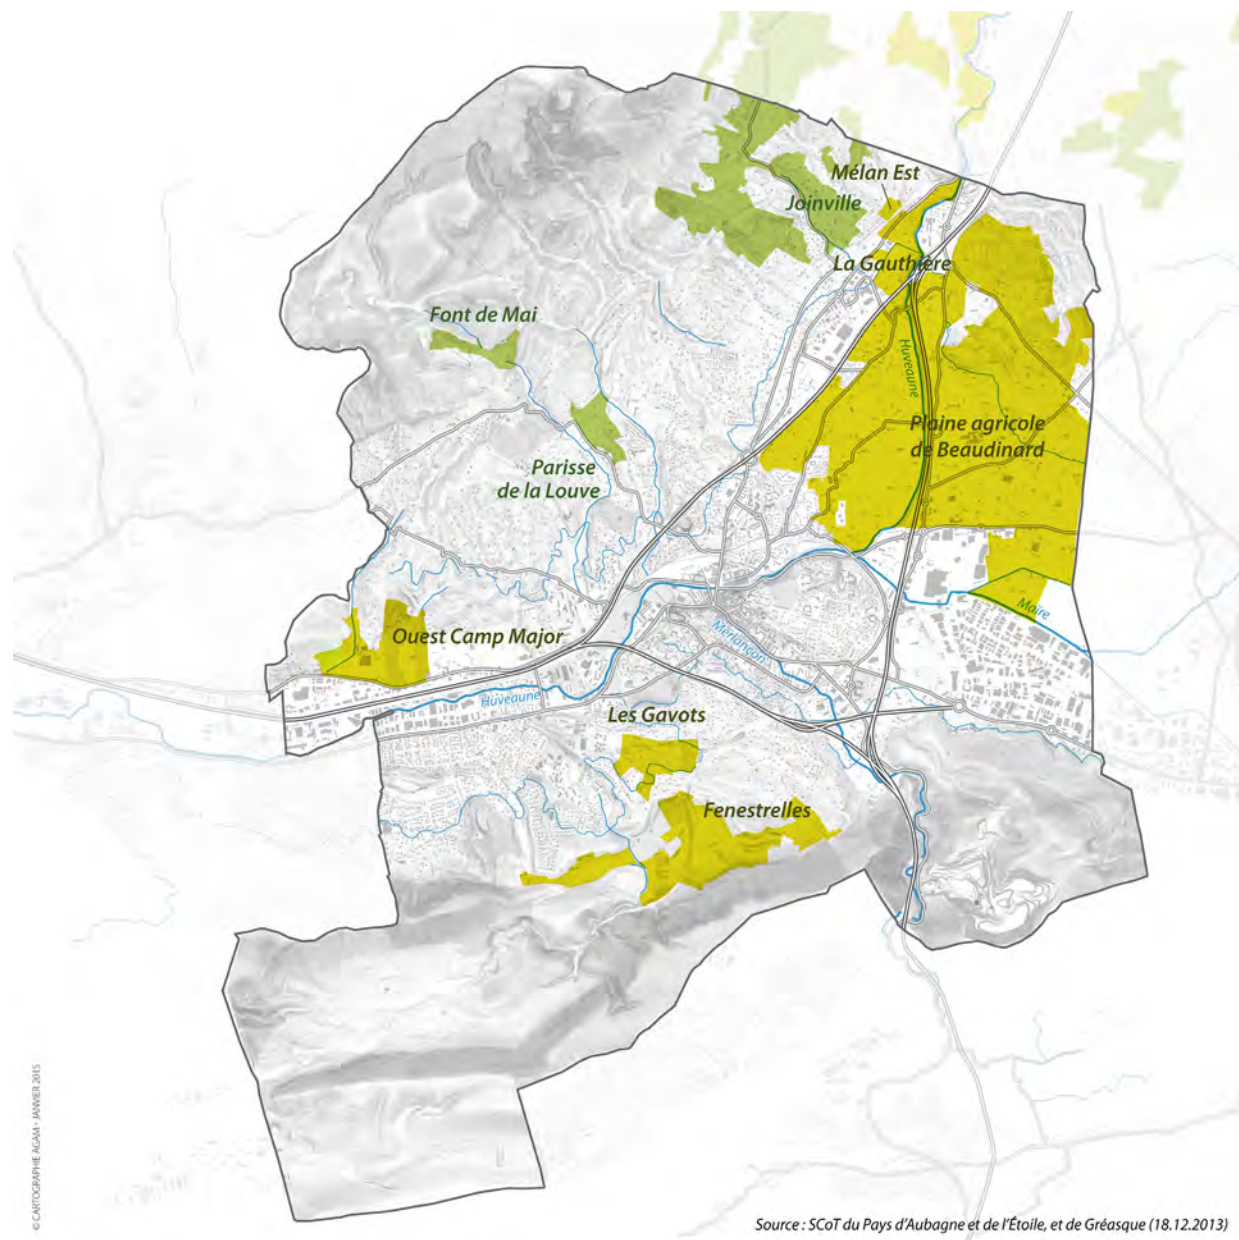 Mélan Est
Joinville
La Gauthière
Font de Mai
Huveaune
Plaine agricole
de Beaudinard
Parisse
de la Louve
Maïre
Ouest Camp Major
Merlançon
Huveaune
Les Gavots
Fenestrelles
© CARTOGRAPHIE AGAM - JANVIER 2015
Source : SCoT du Pays d'Aubagne et de l'Étoile, et de Gréasque (18.12.2013)